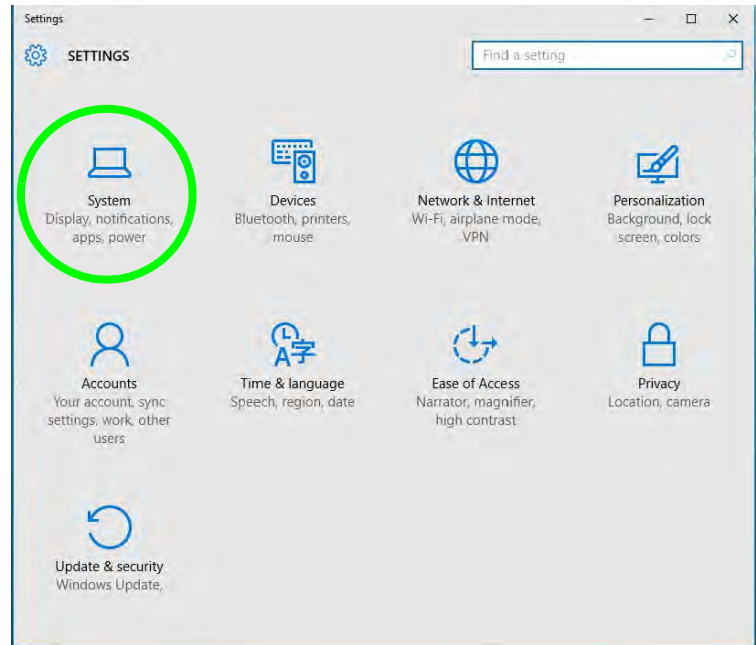 Settings
SETTINGS
Find a setting
System
Display, notifications,
apps, power
Devices
Bluetooth, printers,
mouse
Network & Internet
Wi-Fi, airplane mode,
VPN
Personalization
Background, lock
screen, colors
Accounts
Your account, sync
settings, work, other
users
A字
Time & language
Speech, region, date
Ease of Access
Narrator, magnifier,
high contrast
Privacy
Location, camera
Update & security
Windows Update,